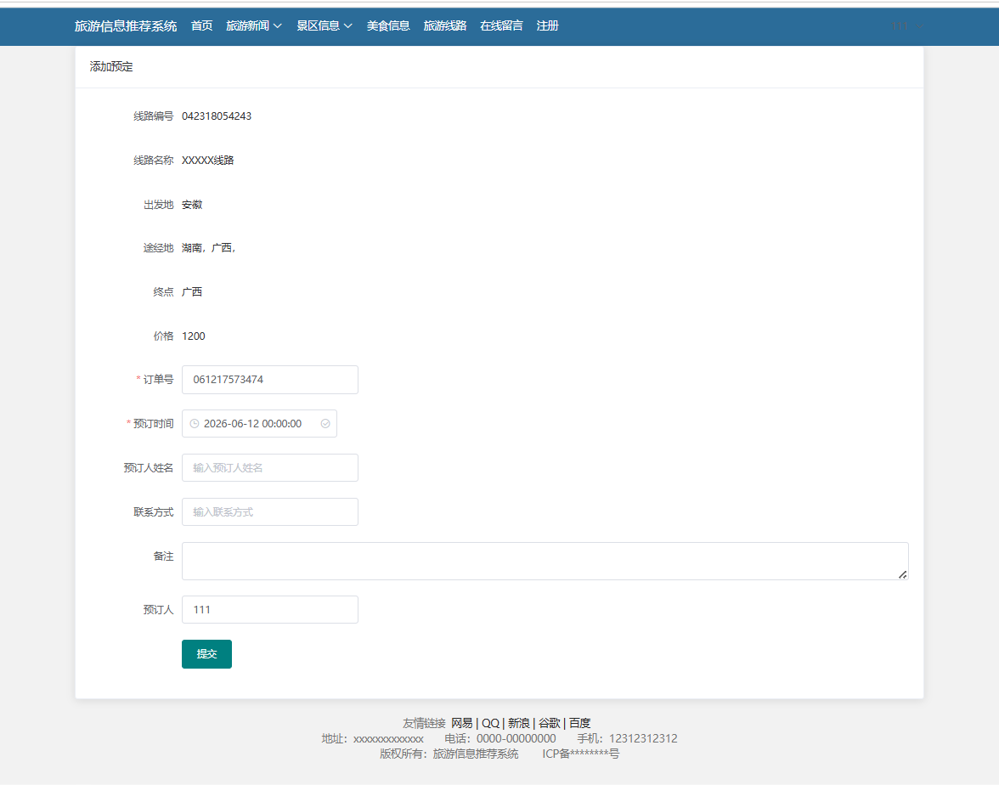 旅游信息推荐系统 首页 旅游新闻 景区信息 美食信息 旅游线路 在线留言 注册
添加预定
线路编号 042318054243
线路名称 XXXXX线路
出发地 安徽
途经地 湖南，广西，
终点 广西
价格 1200
* 订单号 061217573474
* 预订时间 2026-06-12 00:00:00
预订人姓名 输入预订人姓名
联系方式 输入联系方式
备注
预订人 111
提交
友情链接 网易 | QQ | 新浪 | 谷歌 | 百度
地址：xxxxxxxxxxxxx 电话：0000-00000000 手机：12312312312
版权所有：旅游信息推荐系统 ICP备********号